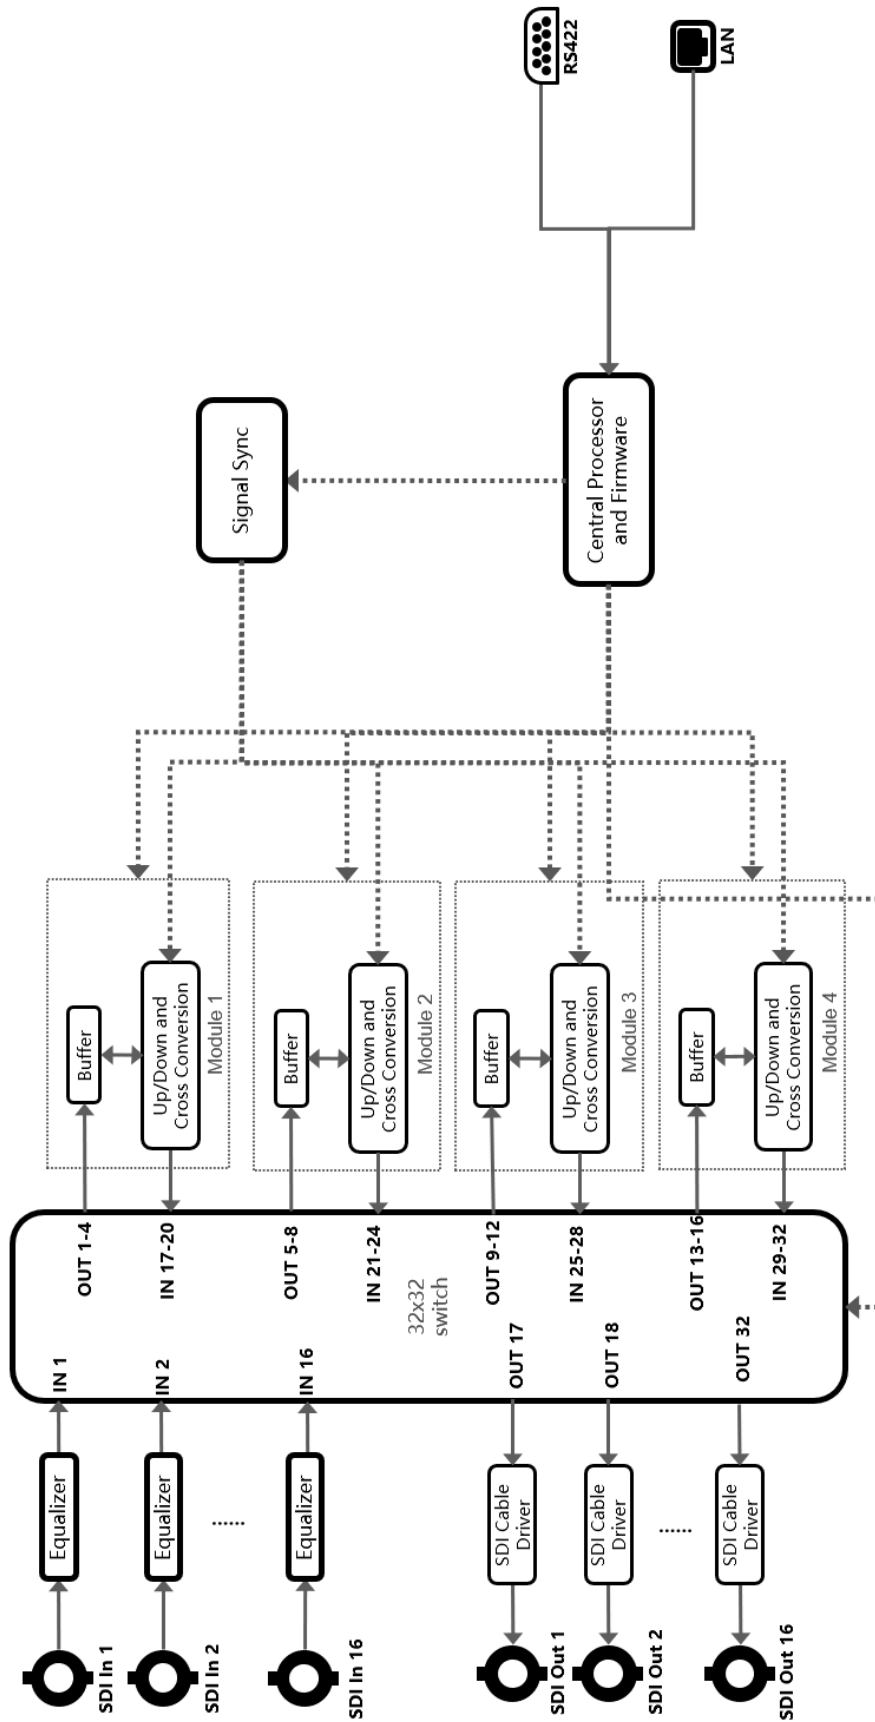 SDI In 1
SDI In 2
SDI In 16
SDI Out 1
SDI Out 2
SDI Out 16
Equalizer
Equalizer
......
Equalizer
SDI Cable
Driver
SDI Cable
Driver
......
SDI Cable
Driver
IN 1
IN 2
IN 16
OUT 17
OUT 18
OUT 32
32x32
switch
OUT 1-4
IN 17-20
OUT 5-8
IN 21-24
OUT 9-12
IN 25-28
OUT 13-16
IN 29-32
Buffer
Up/Down and
Cross Conversion
Module 1
Buffer
Up/Down and
Cross Conversion
Module 2
Buffer
Up/Down and
Cross Conversion
Module 3
Buffer
Up/Down and
Cross Conversion
Module 4
Signal Sync
Central Processor
and Firmware
RS422
LAN